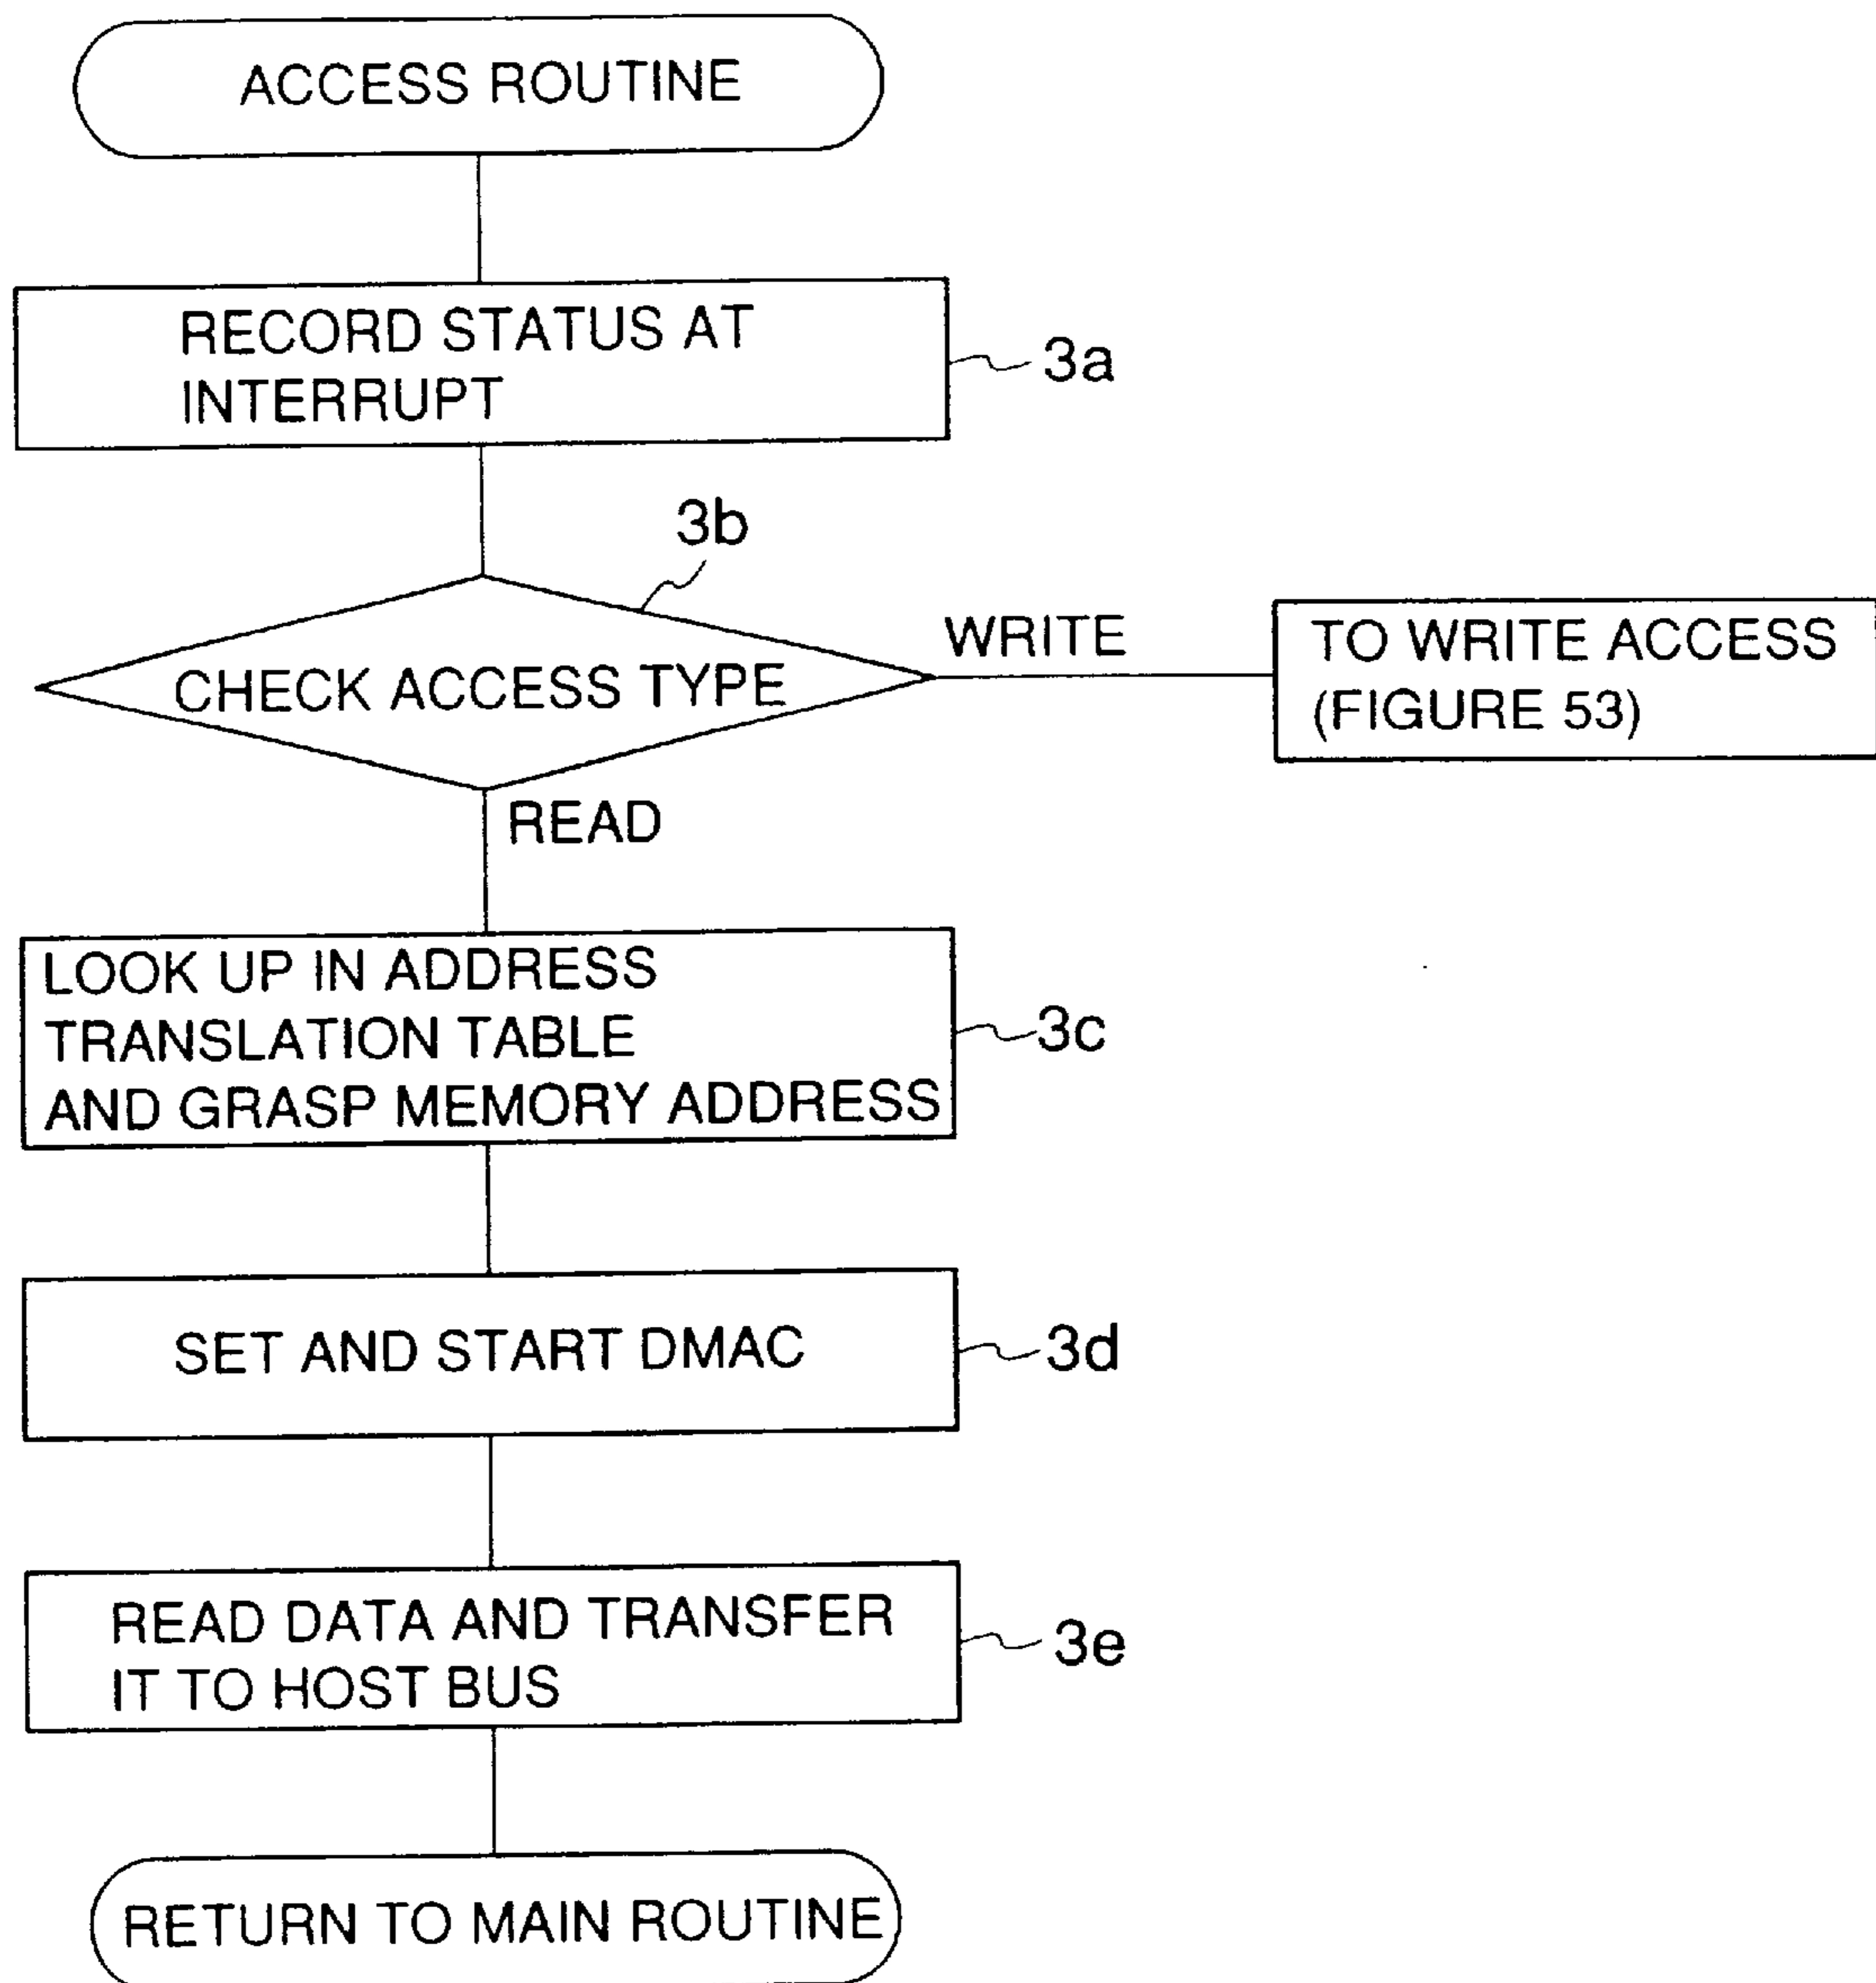 ACCESS ROUTINE
RECORD STATUS AT
INTERRUPT
3a
3b
CHECK ACCESS TYPE
WRITE
TO WRITE ACCESS
(FIGURE 53)
READ
LOOK UP IN ADDRESS
TRANSLATION TABLE
AND GRASP MEMORY ADDRESS
3c
SET AND START DMAC
3d
READ DATA AND TRANSFER
IT TO HOST BUS
3e
RETURN TO MAIN ROUTINE